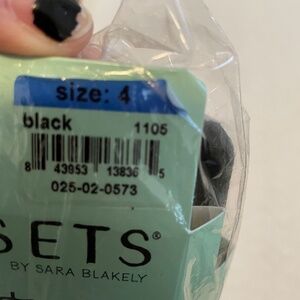 size: 4
black 1105
8 43953 13836 5
025-02-0573
SETS®
BY SARA BLAKELY